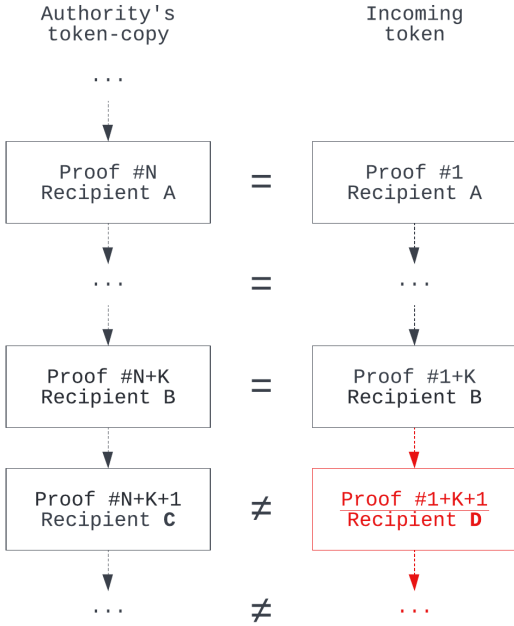 Authority's
token-copy
Incoming
token
...
Proof #N
Recipient A
=
Proof #1
Recipient A
...
=
...
Proof #N+K
Recipient B
=
Proof #1+K
Recipient B
Proof #N+K+1
Recipient C
≠
Proof #1+K+1
Recipient D
...
≠
...